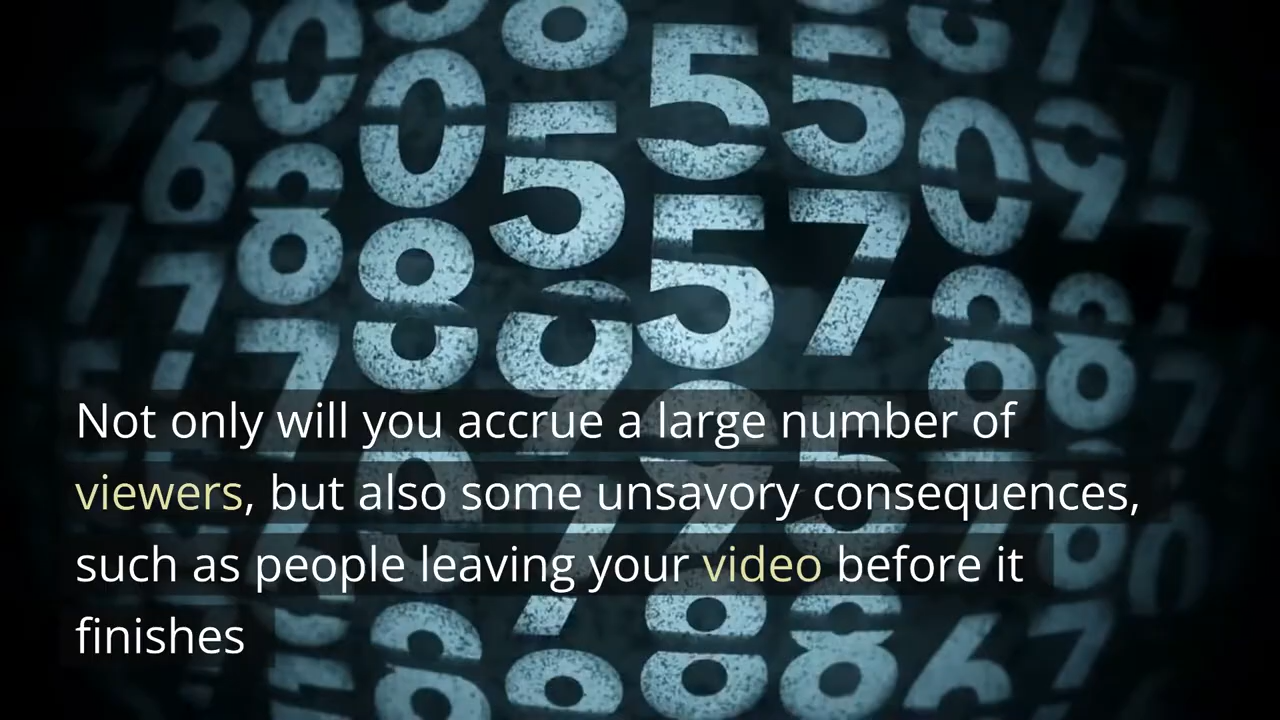 Not only will you accrue a large number of
viewers, but also some unsavory consequences,
such as people leaving your video before it
finishes